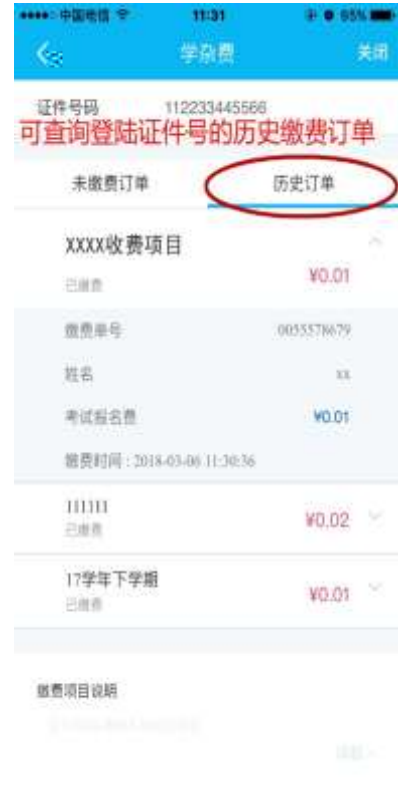 中国电信 11:31 65%
学杂费 关闭
证件号码 112233445566
可查询登陆证件号的历史缴费订单
未缴费订单 历史订单
XXXX收费项目
已缴费 ¥0.01
缴费单号 0055578679
姓名 xx
考试报名费 ¥0.01
缴费时间：2018-03-06 11:30:36
111111 ¥0.02
已缴费
17学年下学期 ¥0.01
已缴费
缴费项目说明